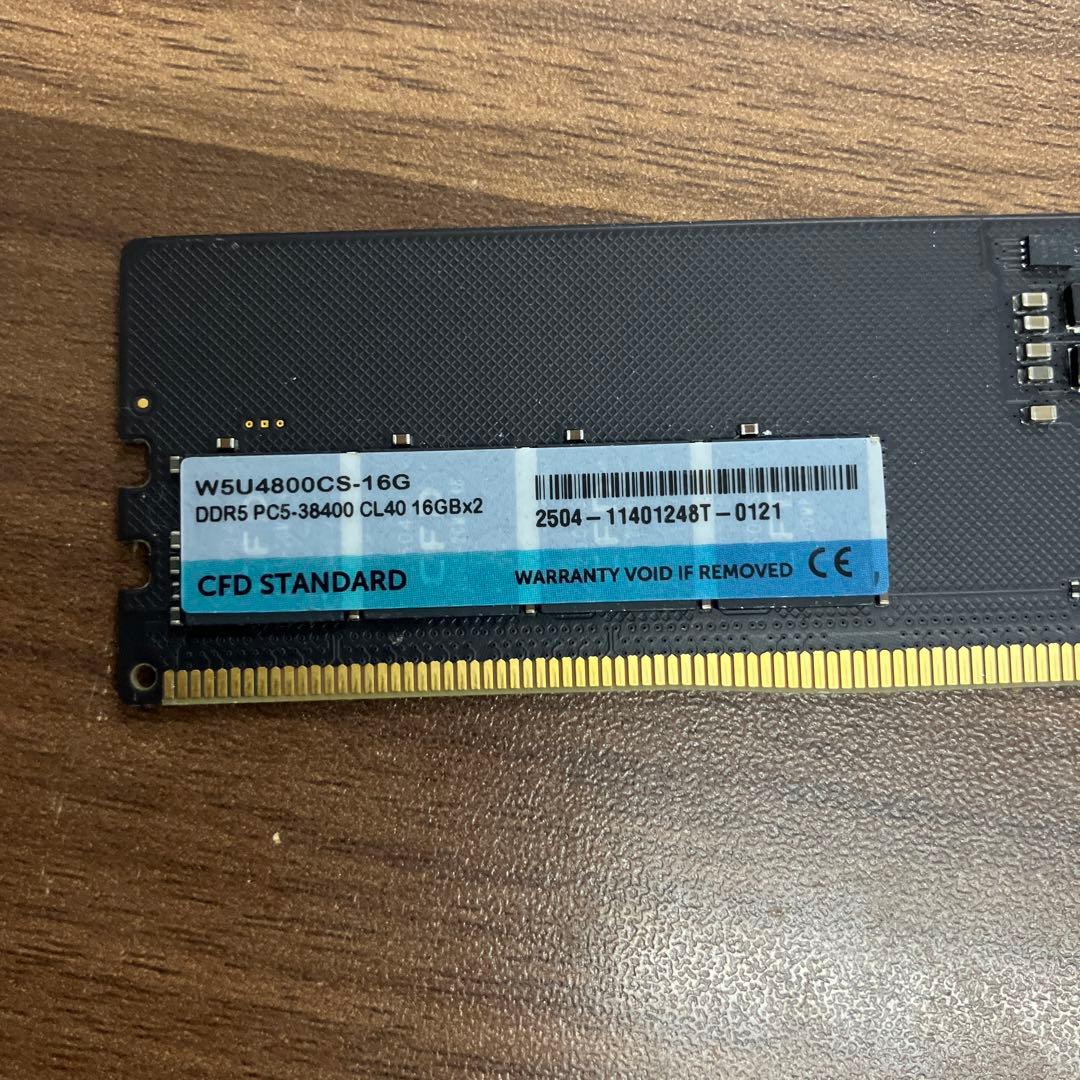 W5U4800CS-16G
DDR5 PC5-38400 CL40 16GBx2
2504-11401248T-0121
CFD STANDARD
WARRANTY VOID IF REMOVED CE